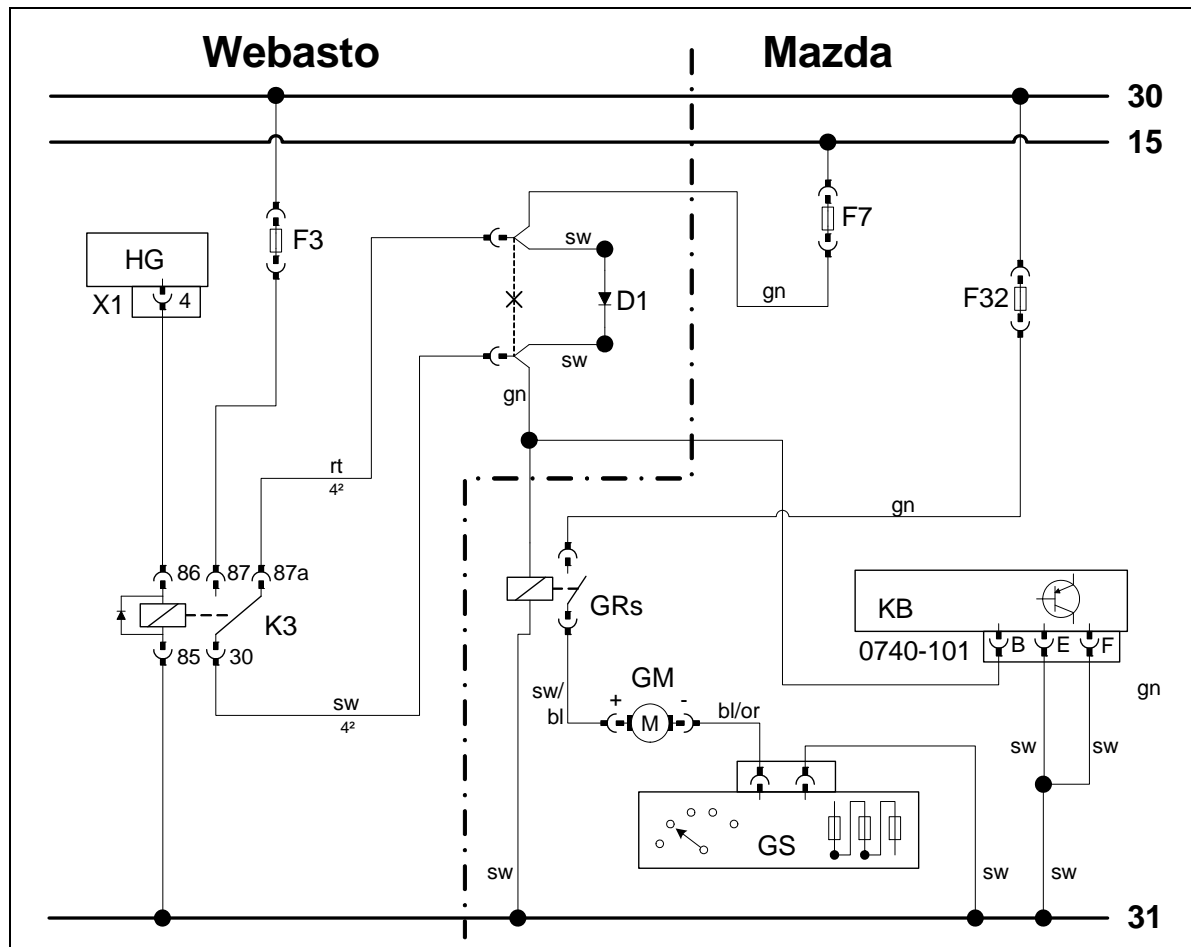 Webasto
Mazda
30
15
F3
F7
HG
sw
X1
4
D1
gn
F32
sw
gn
rt
4²
gn
86
87
87a
GRs
KB
K3
0740-101
B
E
F
85
30
GM
gn
sw/
bl
+
M
-
bl/or
sw
4²
sw
sw
GS
sw
sw
sw
31